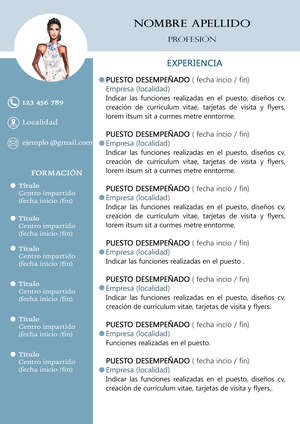 NOMBRE APELLIDO
PROFESIÓN
123 456 789
Localidad
ejemplo@gmail.com
FORMACIÓN
Título
Centro impartido
(fecha inicio /fin)
Título
Centro impartido
(fecha inicio /fin)
Título
Centro impartido
(fecha inicio /fin)
Título
Centro impartido
(fecha inicio /fin)
Título
Centro impartido
(fecha inicio /fin)
Título
Centro impartido
(fecha inicio /fin)
EXPERIENCIA
PUESTO DESEMPEÑADO ( fecha incio / fin)
Empresa (localidad)
Indicar las funciones realizadas en el puesto, diseños cv,
creación de curriculum vitae, tarjetas de visita y flyers,
lorem itsum sit a curmes metre enntorme.
PUESTO DESEMPEÑADO ( fecha incio / fin)
Empresa (localidad)
Indicar las funciones realizadas en el puesto, diseños cv,
creación de curriculum vitae, tarjetas de visita y flyers,
lorem itsum sit a curmes metre enntorme.
PUESTO DESEMPEÑADO ( fecha incio / fin)
Empresa (localidad)
Indicar las funciones realizadas en el puesto, diseños cv,
creación de curriculum vitae, tarjetas de visita y flyers,
lorem itsum sit a curmes metre enntorme.
PUESTO DESEMPEÑADO ( fecha incio / fin)
Empresa (localidad)
Indicar las funciones realizadas en el puesto .
PUESTO DESEMPEÑADO ( fecha incio / fin)
Empresa (localidad)
Indicar las funciones realizadas en el puesto, diseños cv,
creación de curriculum vitae, tarjetas de visita y flyers,
lorem itsum sit a curmes metre enntorme.
PUESTO DESEMPEÑADO ( fecha incio / fin)
Empresa (localidad)
Funciones realizadas en el puesto.
PUESTO DESEMPEÑADO ( fecha incio / fin)
Empresa (localidad)
Indicar las funciones realizadas en el puesto, diseños cv,
creación de curriculum vitae, tarjetas de visita y flyers,.